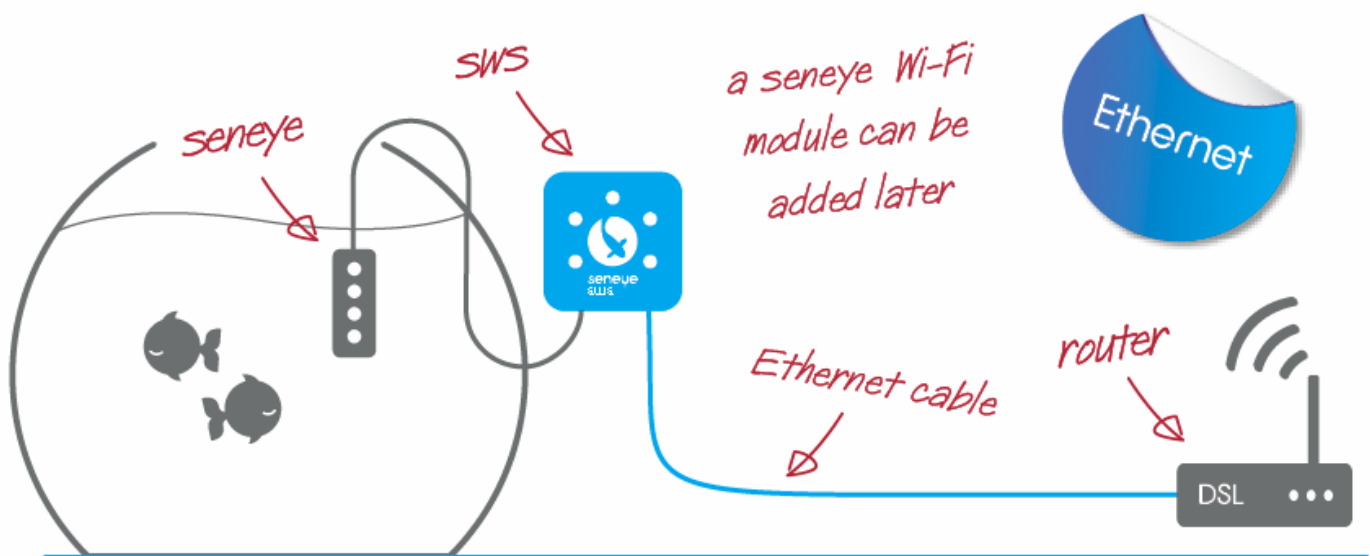 sws
a seneye Wi-Fi
module can be
added later
Ethernet
seneye
seneye
sws
Ethernet cable
router
DSL